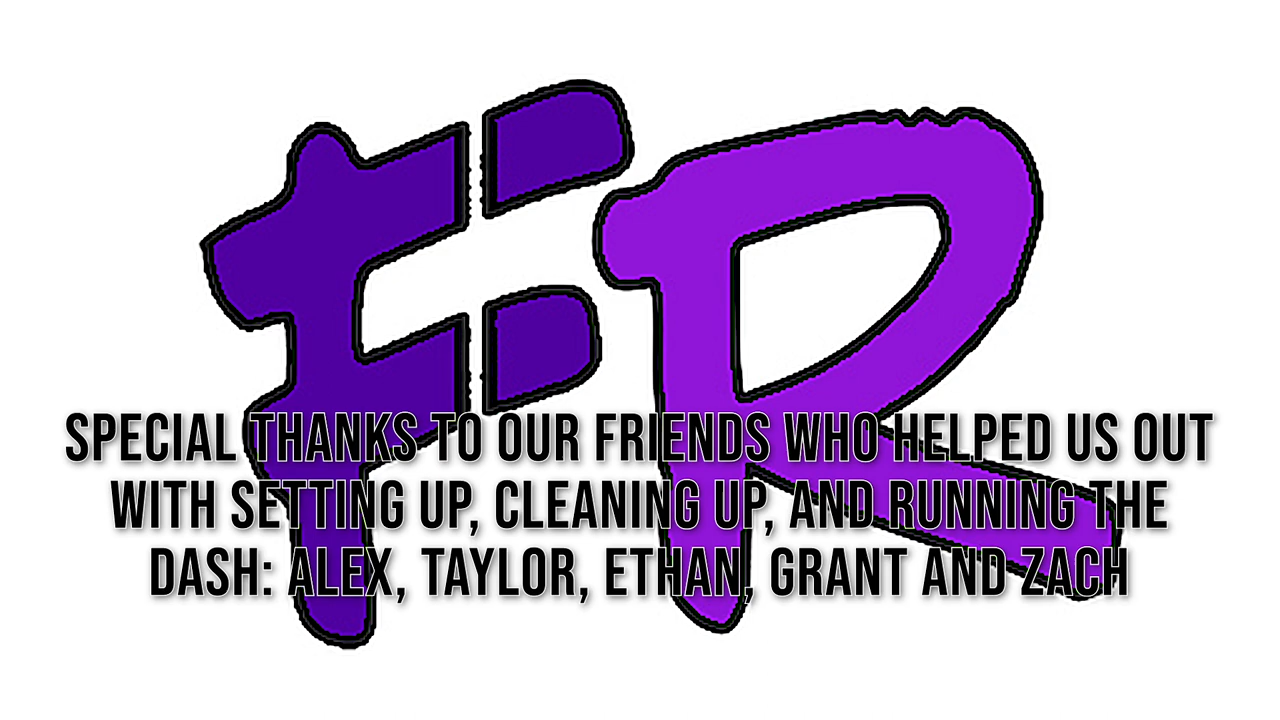 FR
SPECIAL THANKS TO OUR FRIENDS WHO HELPED US OUT
WITH SETTING UP, CLEANING UP, AND RUNNING THE
DASH: ALEX, TAYLOR, ETHAN, GRANT AND ZACH